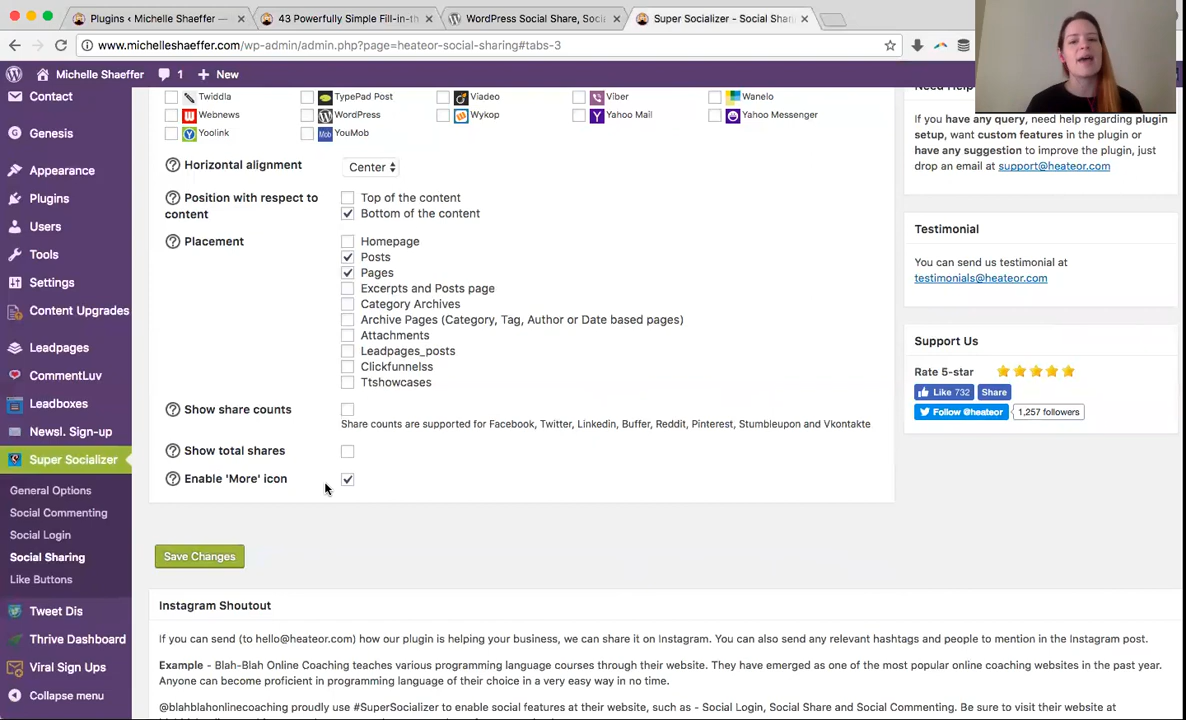 Plugins ‹ Michelle Shaeffer —
43 Powerfully Simple Fill-in-th
WordPress Social Share, Soci
Super Socializer - Social Shar
www.michelleshaeffer.com/wp-admin/admin.php?page=heateor-social-sharing#tabs-3
Michelle Shaeffer 1 New
Contact
Genesis
Appearance
Plugins
Users
Tools
Settings
Content Upgrades
Leadpages
CommentLuv
Leadboxes
Newsl. Sign-up
Super Socializer
General Options
Social Commenting
Social Login
Social Sharing
Like Buttons
Tweet Dis
Thrive Dashboard
Viral Sign Ups
Collapse menu
Twiddla TypePad Post Viadeo Viber Wanelo
Webnews WordPress Wykop Yahoo Mail Yahoo Messenger
Yoolink YouMob
Horizontal alignment Center
Position with respect to
content
Top of the content
Bottom of the content
Placement
Homepage
Posts
Pages
Excerpts and Posts page
Category Archives
Archive Pages (Category, Tag, Author or Date based pages)
Attachments
Leadpages_posts
Clickfunnelss
Ttshowcases
Show share counts
Share counts are supported for Facebook, Twitter, Linkedin, Buffer, Reddit, Pinterest, Stumbleupon and Vkontakte
Show total shares
Enable 'More' icon
Save Changes
Instagram Shoutout
If you can send (to hello@heateor.com) how our plugin is helping your business, we can share it on Instagram. You can also send any relevant hashtags and people to mention in the Instagram post.
Example - Blah-Blah Online Coaching teaches various programming language courses through their website. They have emerged as one of the most popular online coaching websites in the past year.
Anyone can become proficient in programming language of their choice in a very easy way in no time.
@blahblahonlinecoaching proudly use #SuperSocializer to enable social features at their website, such as - Social Login, Social Share and Social Commenting. Be sure to visit their website at
Need Help
If you have any query, need help regarding plugin
setup, want custom features in the plugin or
have any suggestion to improve the plugin, just
drop an email at support@heateor.com
Testimonial
You can send us testimonial at
testimonials@heateor.com
Support Us
Rate 5-star
Like 732 Share
Follow @heateor 1,257 followers